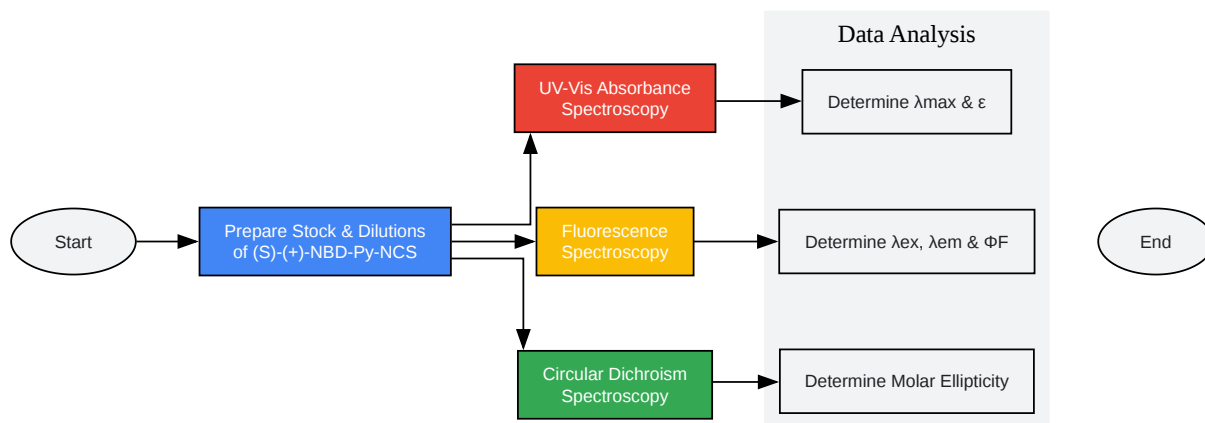 Data Analysis
UV-Vis Absorbance
Spectroscopy
Determine λmax & ε
Start
Prepare Stock & Dilutions
of (S)-(+)-NBD-Py-NCS
Fluorescence
Spectroscopy
Determine λex, λem & ΦF
End
Circular Dichroism
Spectroscopy
Determine Molar Ellipticity